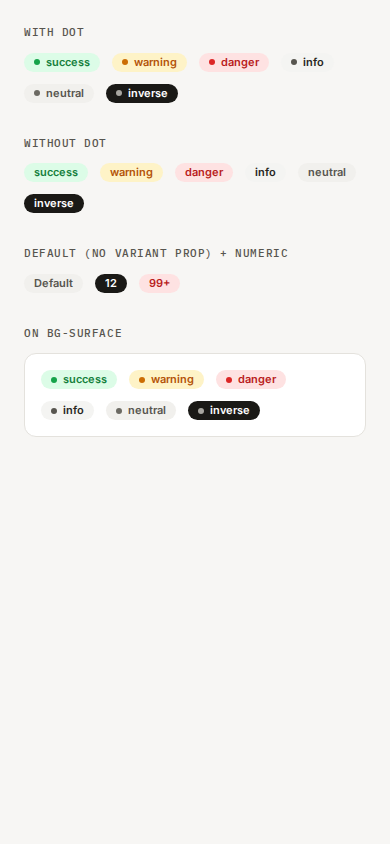 WITH DOT
success warning danger info
neutral inverse
WITHOUT DOT
success warning danger info neutral
inverse
DEFAULT (NO VARIANT PROP) + NUMERIC
Default 12 99+
ON BG-SURFACE
success warning danger
info neutral inverse